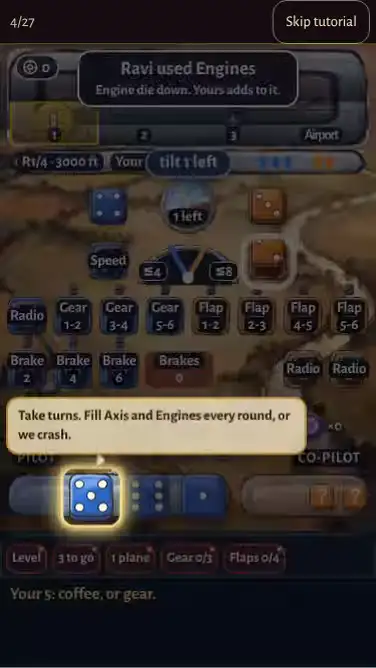 4/27
Skip tutorial
0
Ravi used Engines
Engine die down. Yours adds to it.
1
2
3
Airport
R1/4 · 3000 ft
Your
tilt 1 left
1 left
Speed
≤4
≤8
Radio
Gear 1-2
Gear 3-4
Gear 5-6
Flap 1-2
Flap 2-3
Flap 4-5
Flap 5-6
Brake 2
Brake 4
Brake 6
Brakes 0
Radio
Radio
Take turns. Fill Axis and Engines every round, or
we crash.
×0
PILOT
CO-PILOT
?
?
Level
3 to go
1 plane
Gear 0/3
Flaps 0/4
Your 5: coffee, or gear.